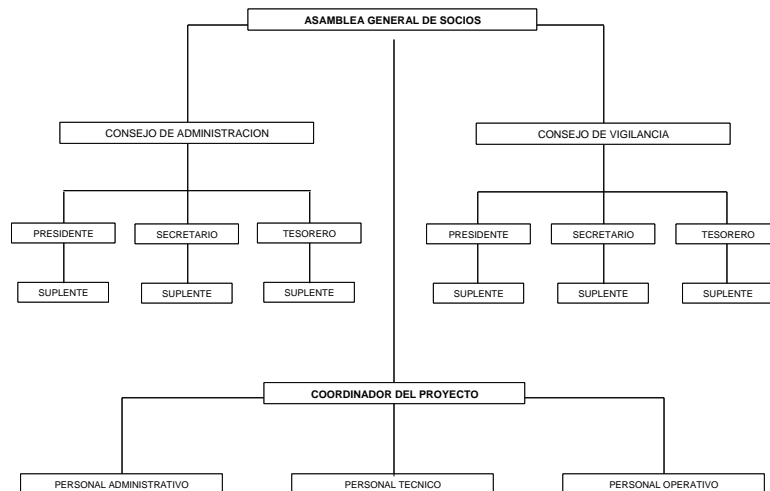 ASAMBLEA GENERAL DE SOCIOS
CONSEJO DE ADMINISTRACION
CONSEJO DE VIGILANCIA
PRESIDENTE
SECRETARIO
TESORERO
PRESIDENTE
SECRETARIO
TESORERO
SUPLENTE
SUPLENTE
SUPLENTE
SUPLENTE
SUPLENTE
SUPLENTE
COORDINADOR DEL PROYECTO
PERSONAL ADMINISTRATIVO
PERSONAL TECNICO
PERSONAL OPERATIVO